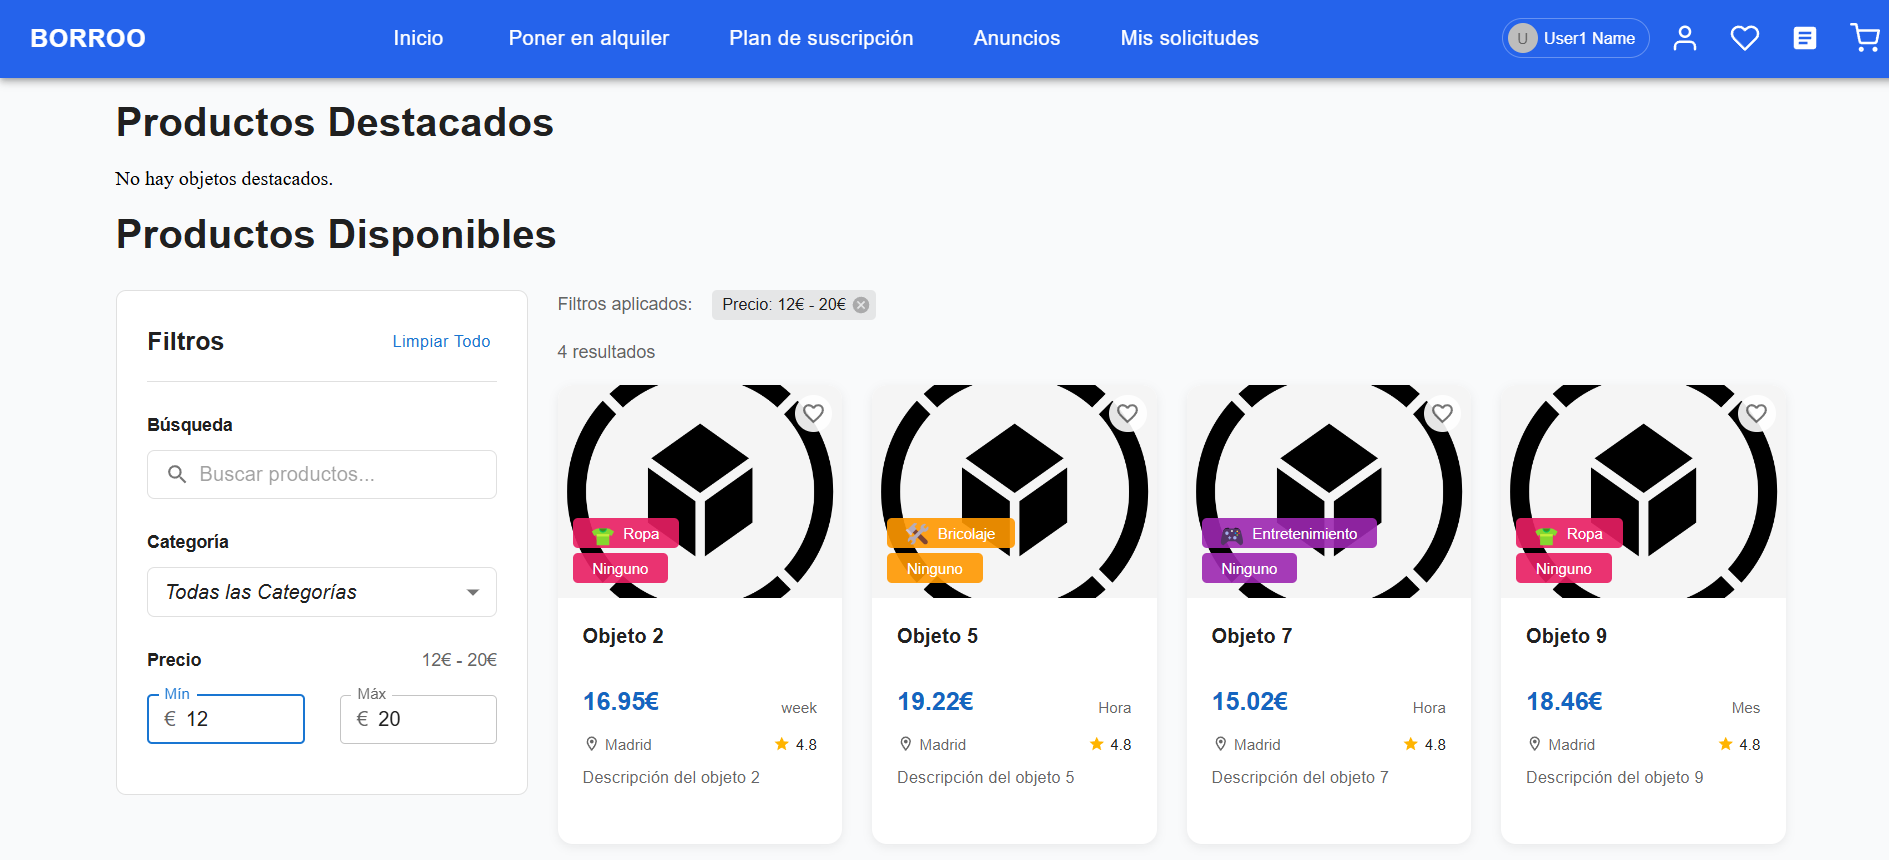 BORROO
Inicio
Poner en alquiler
Plan de suscripción
Anuncios
Mis solicitudes
U
User1 Name
Productos Destacados
No hay objetos destacados.
Productos Disponibles
Filtros
Limpiar Todo
Búsqueda
Buscar productos...
Categoría
Todas las Categorías
Precio
12€ - 20€
Mín
€ 12
Máx
€ 20
Filtros aplicados:
Precio: 12€ - 20€
4 resultados
Ropa
Ninguno
Objeto 2
16.95€
week
Madrid
4.8
Descripción del objeto 2
Bricolaje
Ninguno
Objeto 5
19.22€
Hora
Madrid
4.8
Descripción del objeto 5
Entretenimiento
Ninguno
Objeto 7
15.02€
Hora
Madrid
4.8
Descripción del objeto 7
Ropa
Ninguno
Objeto 9
18.46€
Mes
Madrid
4.8
Descripción del objeto 9